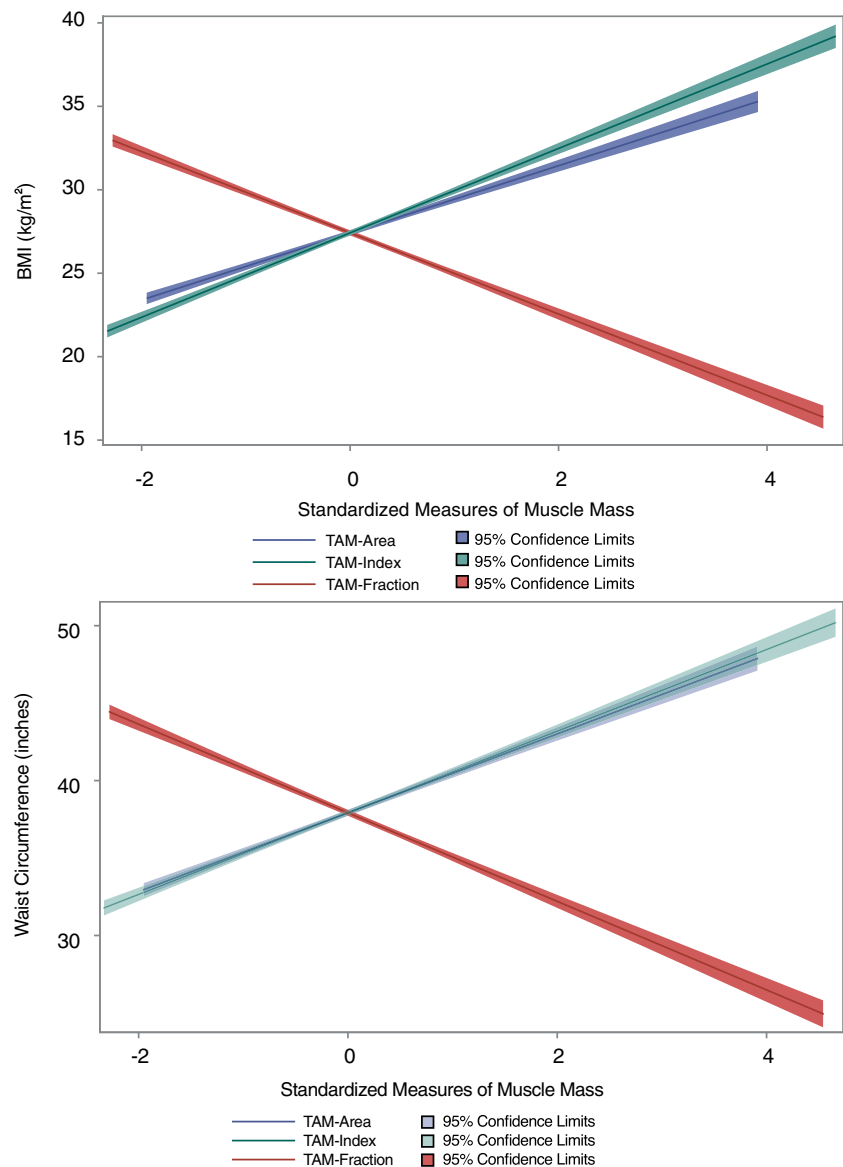 40
35
30
25
20
15
BMI (kg/m²)
-2 0 2 4
Standardized Measures of Muscle Mass
TAM-Area 95% Confidence Limits
TAM-Index 95% Confidence Limits
TAM-Fraction 95% Confidence Limits
50
40
30
Waist Circumference (inches)
-2 0 2 4
Standardized Measures of Muscle Mass
TAM-Area 95% Confidence Limits
TAM-Index 95% Confidence Limits
TAM-Fraction 95% Confidence Limits